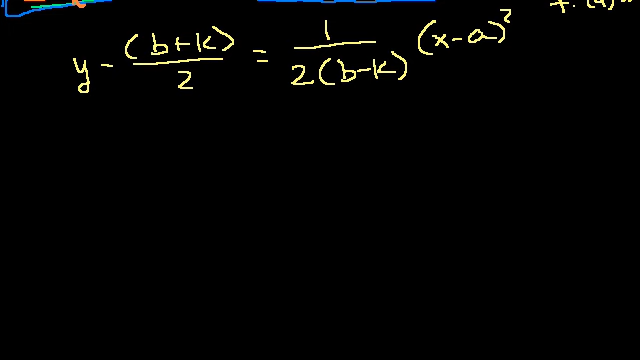 y - (b+k)/2 = 1/(2(b-k)) (x-a)²